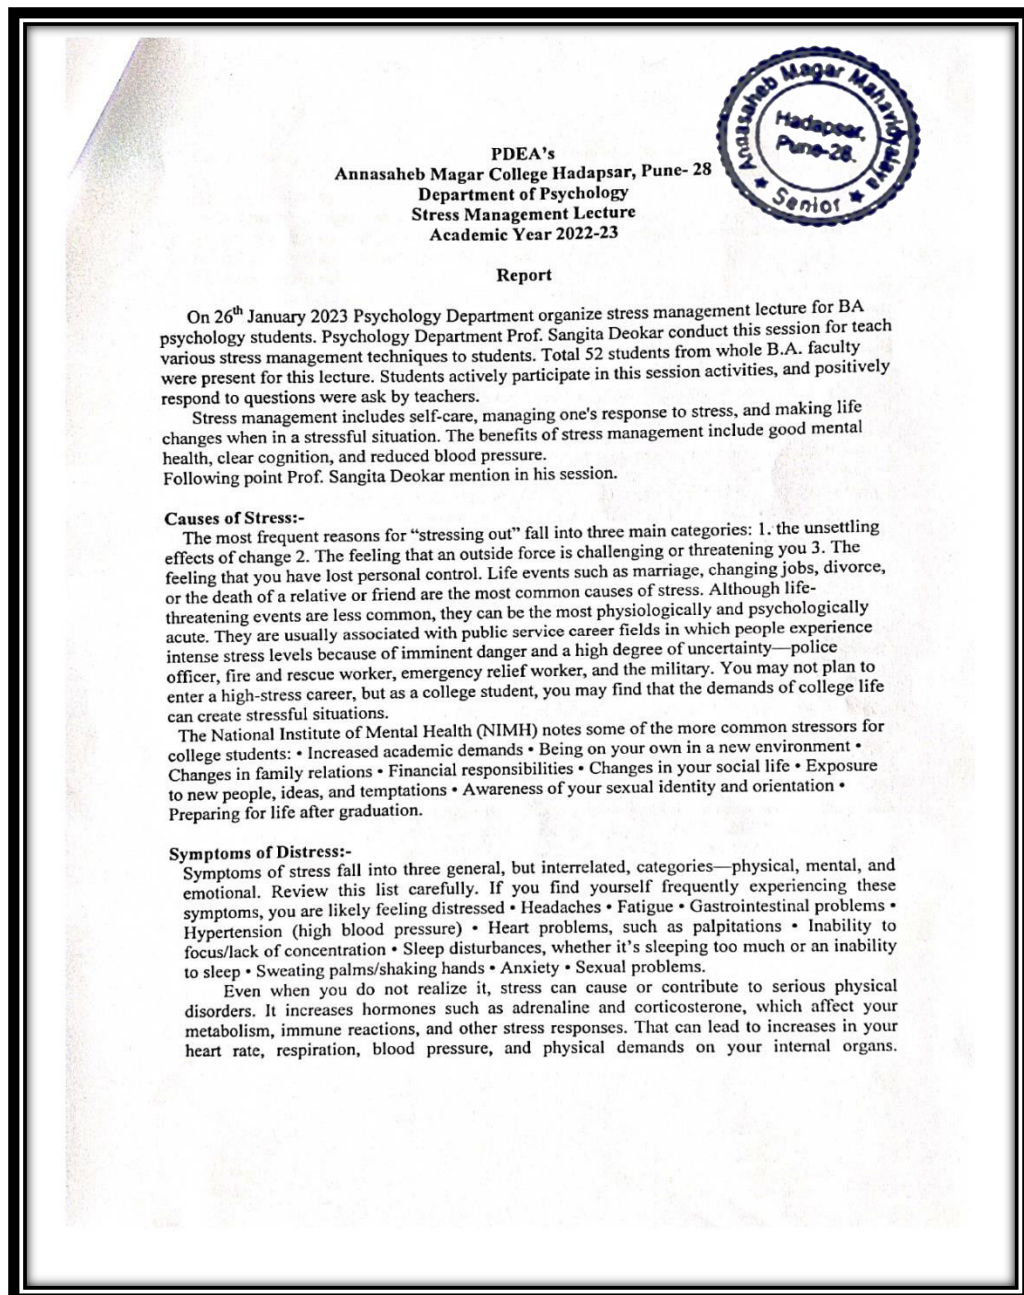 Annasaheb Magar Mahavidyalaya
Hadapsar,
Pune-28.
★ Senior ★
PDEA's
Annasaheb Magar College Hadapsar, Pune- 28
Department of Psychology
Stress Management Lecture
Academic Year 2022-23
Report
On 26th January 2023 Psychology Department organize stress management lecture for BA
psychology students. Psychology Department Prof. Sangita Deokar conduct this session for teach
various stress management techniques to students. Total 52 students from whole B.A. faculty
were present for this lecture. Students actively participate in this session activities, and positively
respond to questions were ask by teachers.
Stress management includes self-care, managing one's response to stress, and making life
changes when in a stressful situation. The benefits of stress management include good mental
health, clear cognition, and reduced blood pressure.
Following point Prof. Sangita Deokar mention in his session.
Causes of Stress:-
The most frequent reasons for “stressing out” fall into three main categories: 1. the unsettling
effects of change 2. The feeling that an outside force is challenging or threatening you 3. The
feeling that you have lost personal control. Life events such as marriage, changing jobs, divorce,
or the death of a relative or friend are the most common causes of stress. Although life-
threatening events are less common, they can be the most physiologically and psychologically
acute. They are usually associated with public service career fields in which people experience
intense stress levels because of imminent danger and a high degree of uncertainty—police
officer, fire and rescue worker, emergency relief worker, and the military. You may not plan to
enter a high-stress career, but as a college student, you may find that the demands of college life
can create stressful situations.
The National Institute of Mental Health (NIMH) notes some of the more common stressors for
college students: • Increased academic demands • Being on your own in a new environment •
Changes in family relations • Financial responsibilities • Changes in your social life • Exposure
to new people, ideas, and temptations • Awareness of your sexual identity and orientation •
Preparing for life after graduation.
Symptoms of Distress:-
Symptoms of stress fall into three general, but interrelated, categories—physical, mental, and
emotional. Review this list carefully. If you find yourself frequently experiencing these
symptoms, you are likely feeling distressed • Headaches • Fatigue • Gastrointestinal problems •
Hypertension (high blood pressure) • Heart problems, such as palpitations • Inability to
focus/lack of concentration • Sleep disturbances, whether it’s sleeping too much or an inability
to sleep • Sweating palms/shaking hands • Anxiety • Sexual problems.
Even when you do not realize it, stress can cause or contribute to serious physical
disorders. It increases hormones such as adrenaline and corticosterone, which affect your
metabolism, immune reactions, and other stress responses. That can lead to increases in your
heart rate, respiration, blood pressure, and physical demands on your internal organs.